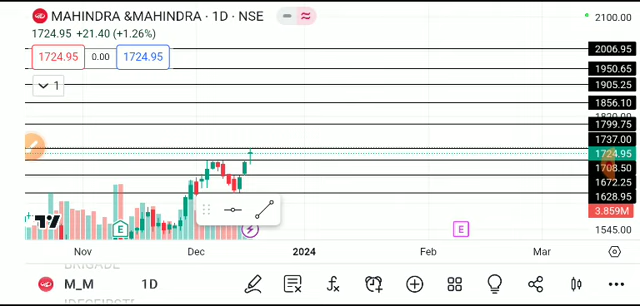 MAHINDRA &MAHINDRA · 1D · NSE
1724.95 +21.40 (+1.26%)
1724.95 0.00 1724.95
1
2100.00
2006.95
1950.65
1905.25
1856.10
1799.75
1737.00
1724.95
1708.50
1672.25
1628.95
3.859M
1545.00
E
E
Nov Dec 2024 Feb Mar
BRIGADE
M_M 1D